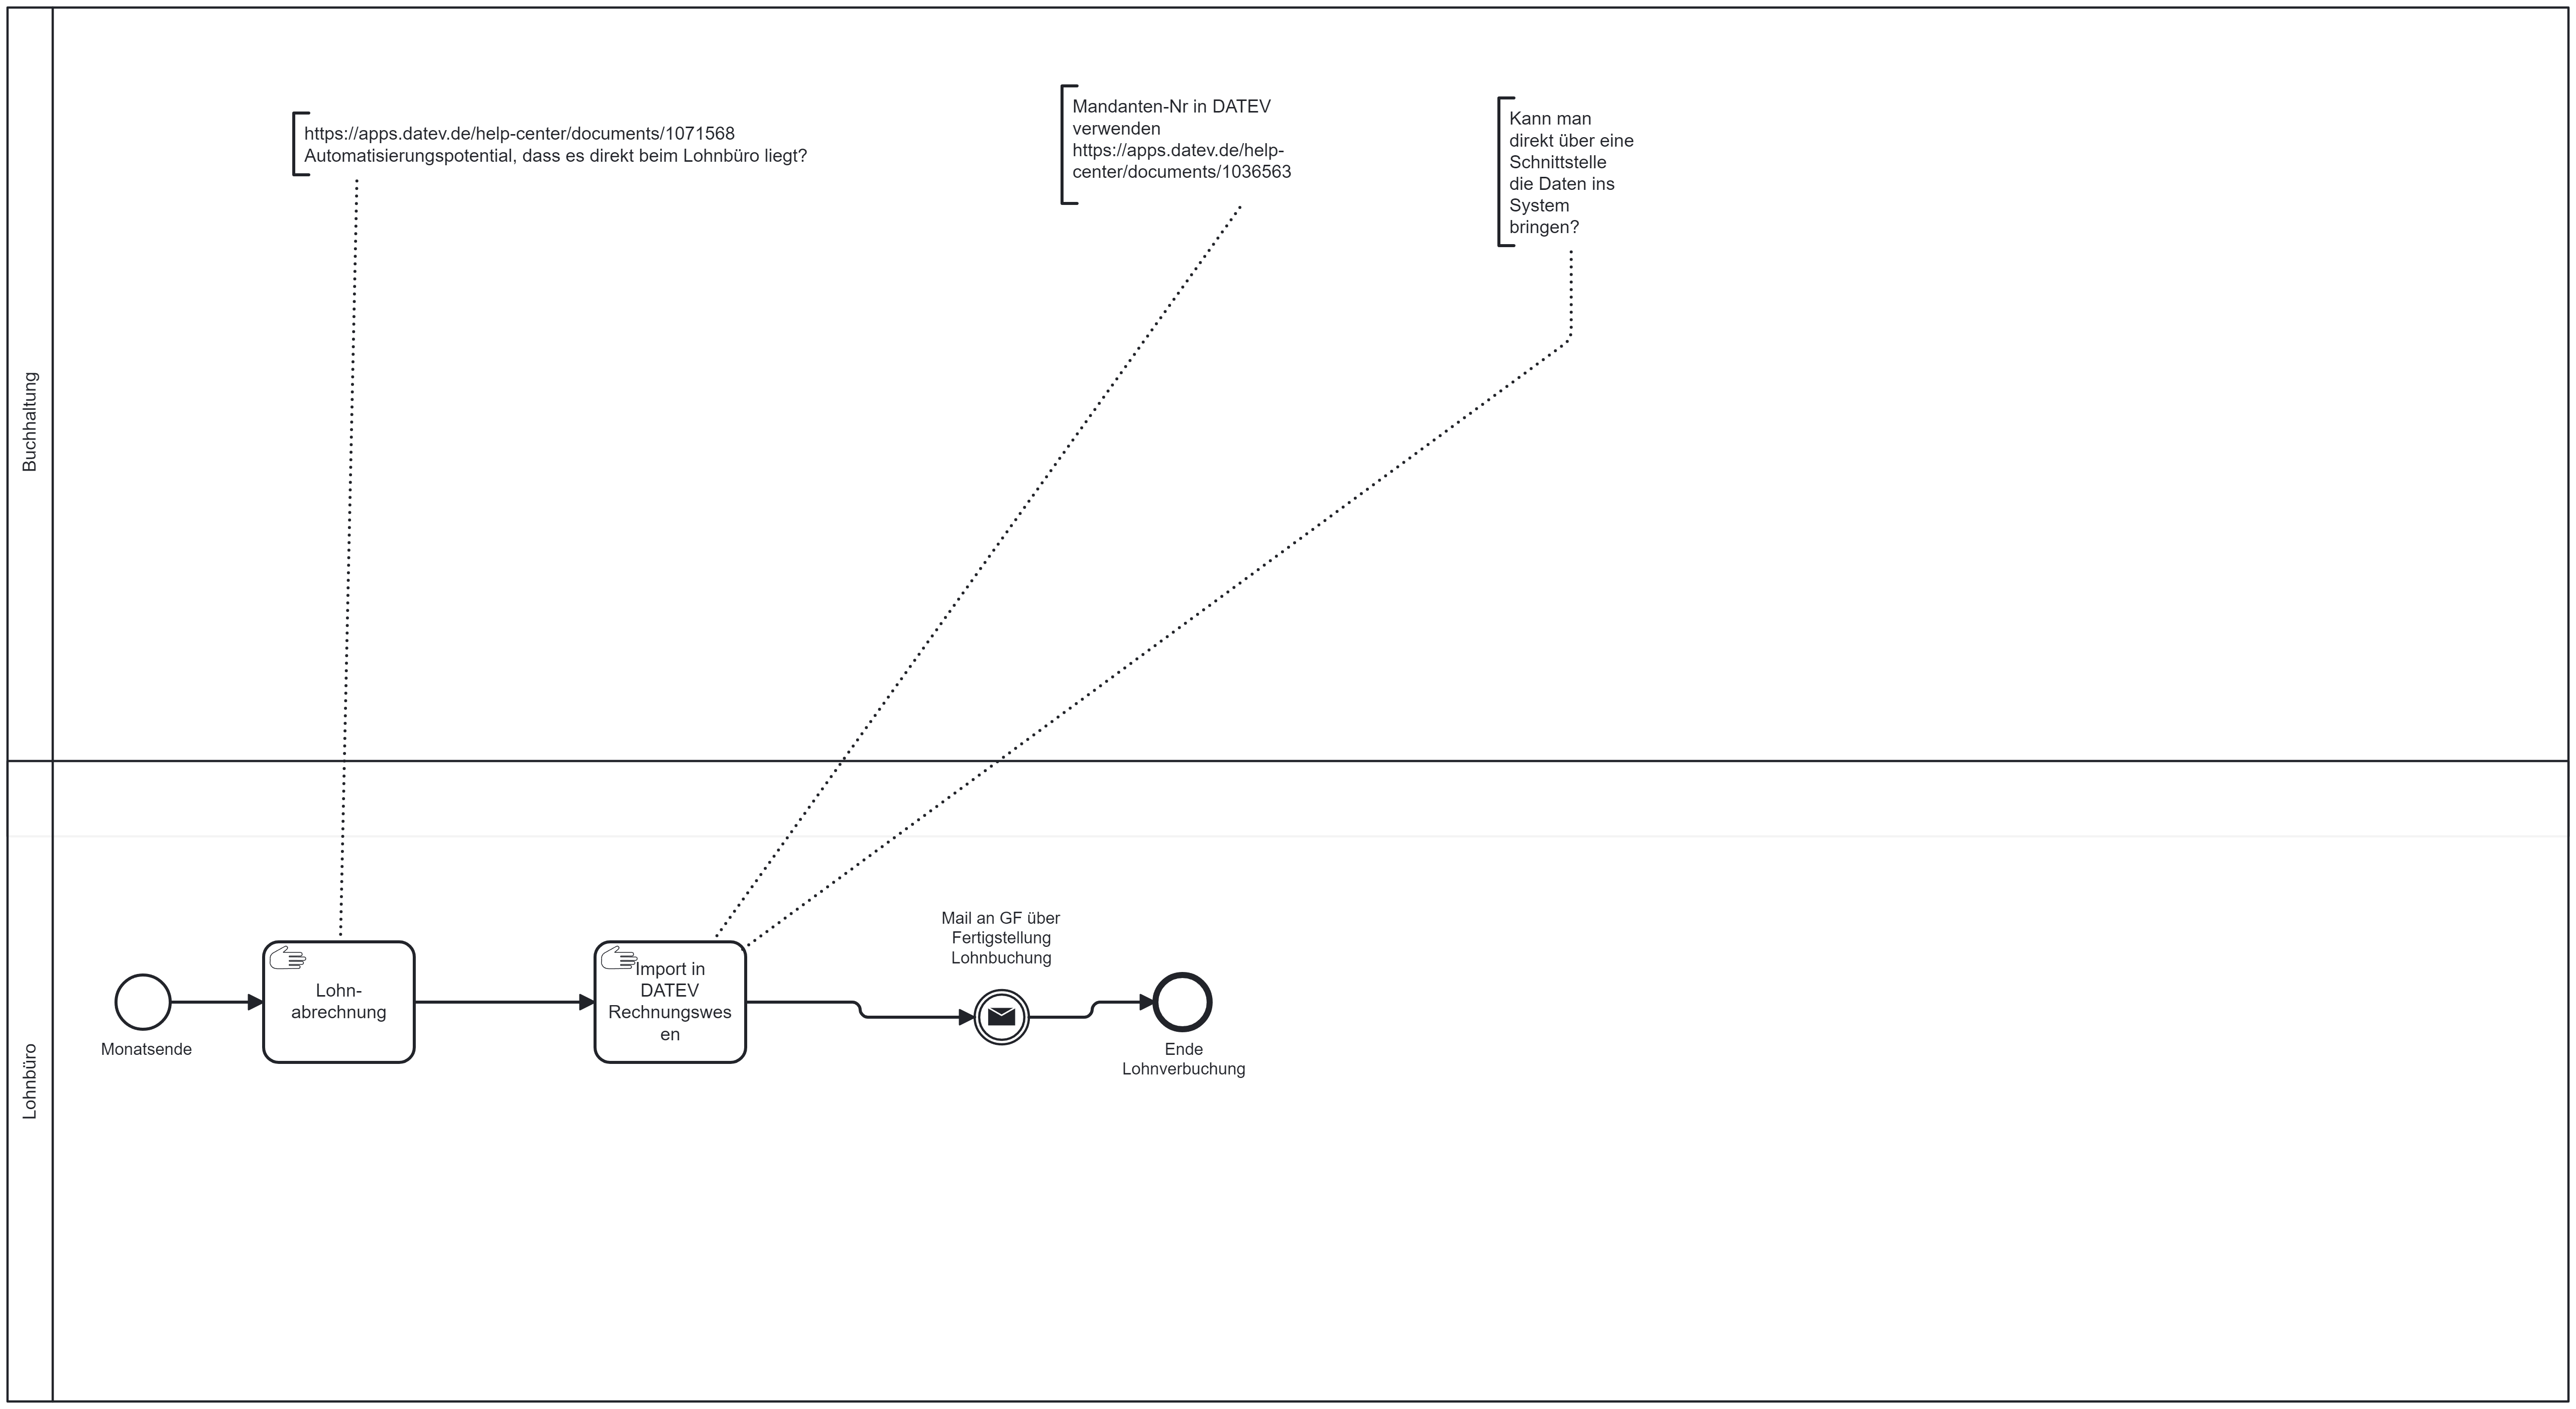 Buchhaltung
https://apps.datev.de/help-center/documents/1071568
Automatisierungspotential, dass es direkt beim Lohnbüro liegt?
Mandanten-Nr in DATEV
verwenden
https://apps.datev.de/help-
center/documents/1036563
Kann man
direkt über eine
Schnittstelle
die Daten ins
System
bringen?
Lohnbüro
Monatsende
Lohn-
abrechnung
Import in
DATEV
Rechnungswes
en
Mail an GF über
Fertigstellung
Lohnbuchung
Ende
Lohnverbuchung